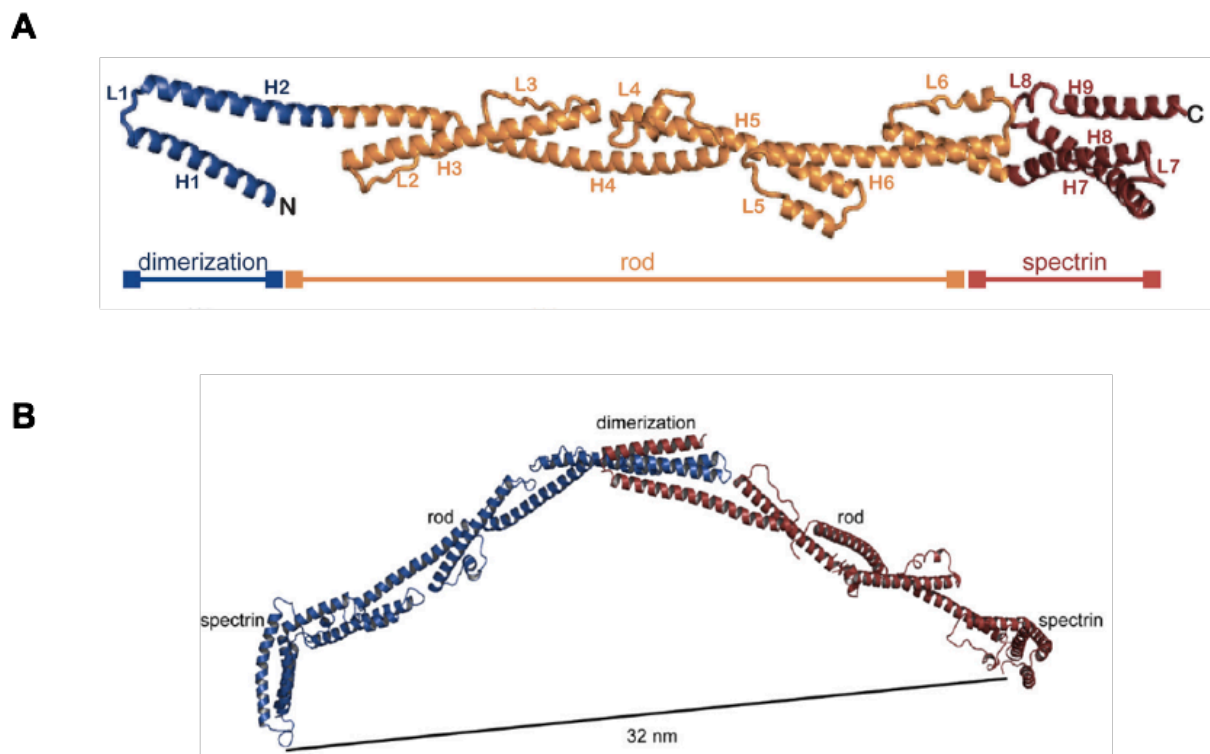 A
L1
H2
L3
L4
L6
L8
H9
C
H5
H8
L7
H1
N
L2
H3
H4
L5
H6
H7
dimerization
rod
spectrin
B
dimerization
rod
rod
spectrin
spectrin
32 nm